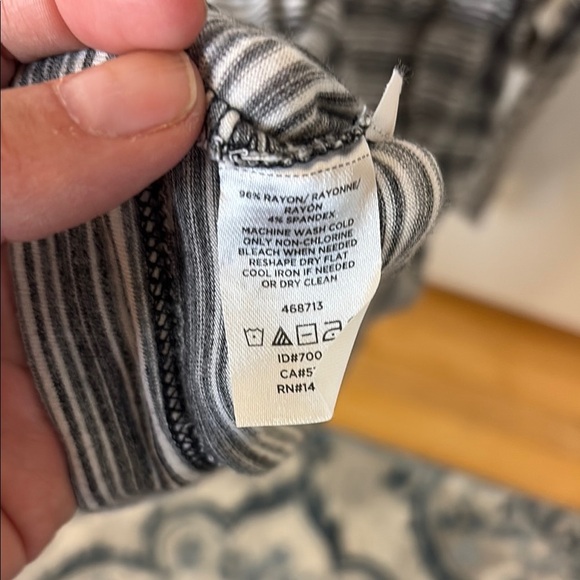 96% RAYON/ RAYONNE/
RAYON
4% SPANDEX
MACHINE WASH COLD
ONLY NON-CHLORINE
BLEACH WHEN NEEDED
RESHAPE DRY FLAT
COOL IRON IF NEEDED
OR DRY CLEAN
468713
ID#700
CA#5
RN#14